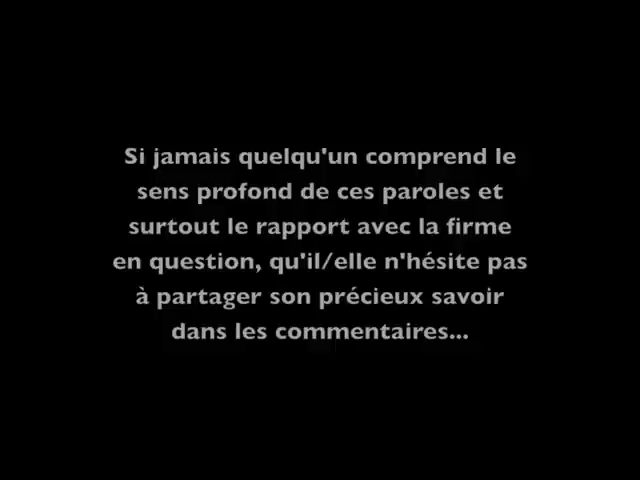 Si jamais quelqu'un comprend le
sens profond de ces paroles et
surtout le rapport avec la firme
en question, qu'il/elle n'hésite pas
à partager son précieux savoir
dans les commentaires...